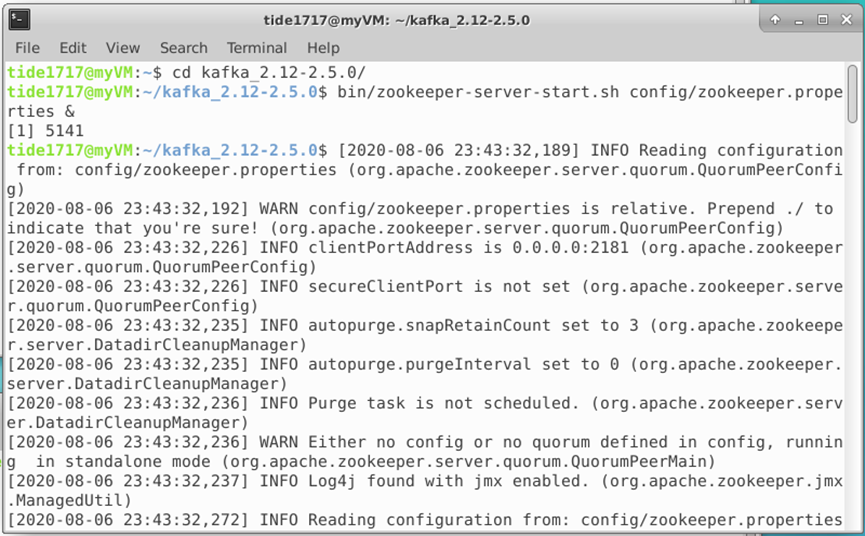 tide1717@myVM: ~/kafka_2.12-2.5.0
File Edit View Search Terminal Help
tide1717@myVM:~$ cd kafka_2.12-2.5.0/
tide1717@myVM:~/kafka_2.12-2.5.0$ bin/zookeeper-server-start.sh config/zookeeper.prope
rties &
[1] 5141
tide1717@myVM:~/kafka_2.12-2.5.0$ [2020-08-06 23:43:32,189] INFO Reading configuration
 from: config/zookeeper.properties (org.apache.zookeeper.server.quorum.QuorumPeerConfi
g)
[2020-08-06 23:43:32,192] WARN config/zookeeper.properties is relative. Prepend ./ to
indicate that you're sure! (org.apache.zookeeper.server.quorum.QuorumPeerConfig)
[2020-08-06 23:43:32,226] INFO clientPortAddress is 0.0.0.0:2181 (org.apache.zookeeper
.server.quorum.QuorumPeerConfig)
[2020-08-06 23:43:32,226] INFO secureClientPort is not set (org.apache.zookeeper.serve
r.quorum.QuorumPeerConfig)
[2020-08-06 23:43:32,235] INFO autopurge.snapRetainCount set to 3 (org.apache.zookeepe
r.server.DatadirCleanupManager)
[2020-08-06 23:43:32,235] INFO autopurge.purgeInterval set to 0 (org.apache.zookeeper.
server.DatadirCleanupManager)
[2020-08-06 23:43:32,236] INFO Purge task is not scheduled. (org.apache.zookeeper.serv
er.DatadirCleanupManager)
[2020-08-06 23:43:32,236] WARN Either no config or no quorum defined in config, runnin
g  in standalone mode (org.apache.zookeeper.server.quorum.QuorumPeerMain)
[2020-08-06 23:43:32,237] INFO Log4j found with jmx enabled. (org.apache.zookeeper.jmx
.ManagedUtil)
[2020-08-06 23:43:32,272] INFO Reading configuration from: config/zookeeper.properties